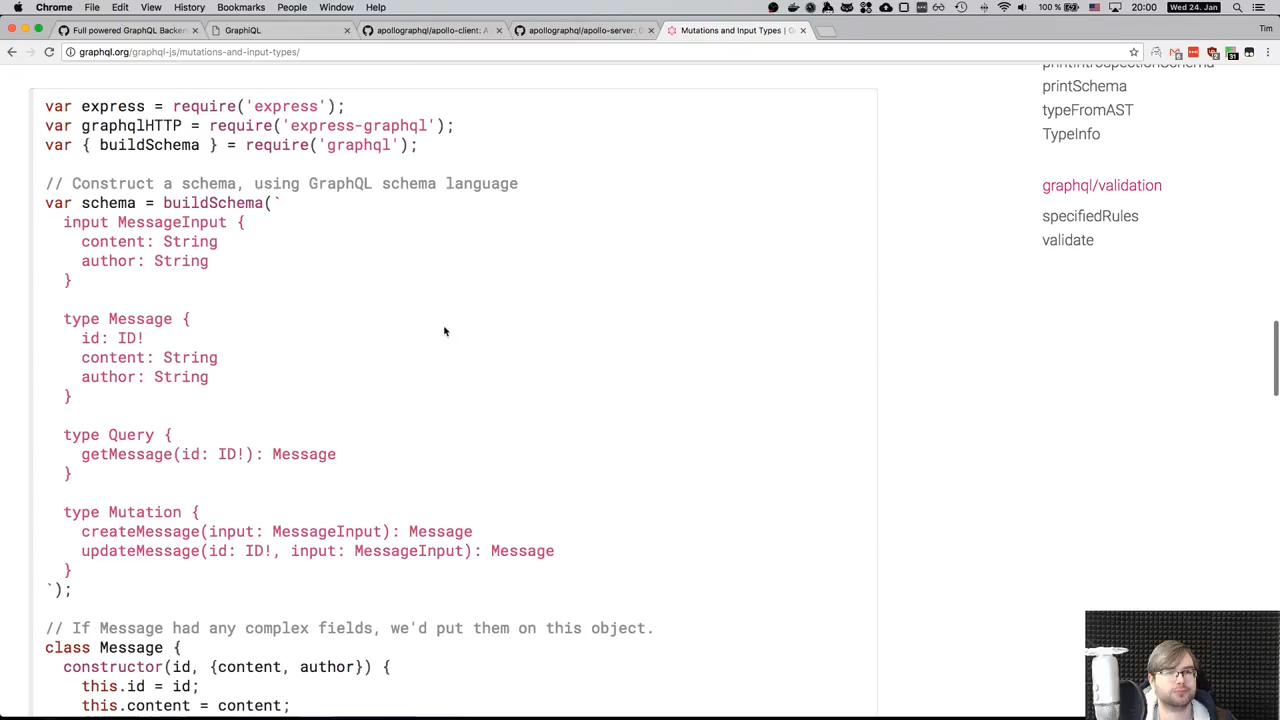 Chrome File Edit View History Bookmarks People Window Help 100 % 20:00 Wed 24. Jan
Full powered GraphQL Backen
GraphiQL
apollographql/apollo-client: A
apollographql/apollo-server:
Mutations and Input Types |
Tim
graphql.org/graphql-js/mutations-and-input-types/
var express = require('express');
var graphqlHTTP = require('express-graphql');
var { buildSchema } = require('graphql');
// Construct a schema, using GraphQL schema language
var schema = buildSchema(`
input MessageInput {
content: String
author: String
}
type Message {
id: ID!
content: String
author: String
}
type Query {
getMessage(id: ID!): Message
}
type Mutation {
createMessage(input: MessageInput): Message
updateMessage(id: ID!, input: MessageInput): Message
}
`);
// If Message had any complex fields, we'd put them on this object.
class Message {
constructor(id, {content, author}) {
this.id = id;
this.content = content;
printIntrospectionSchema
printSchema
typeFromAST
TypeInfo
graphql/validation
specifiedRules
validate